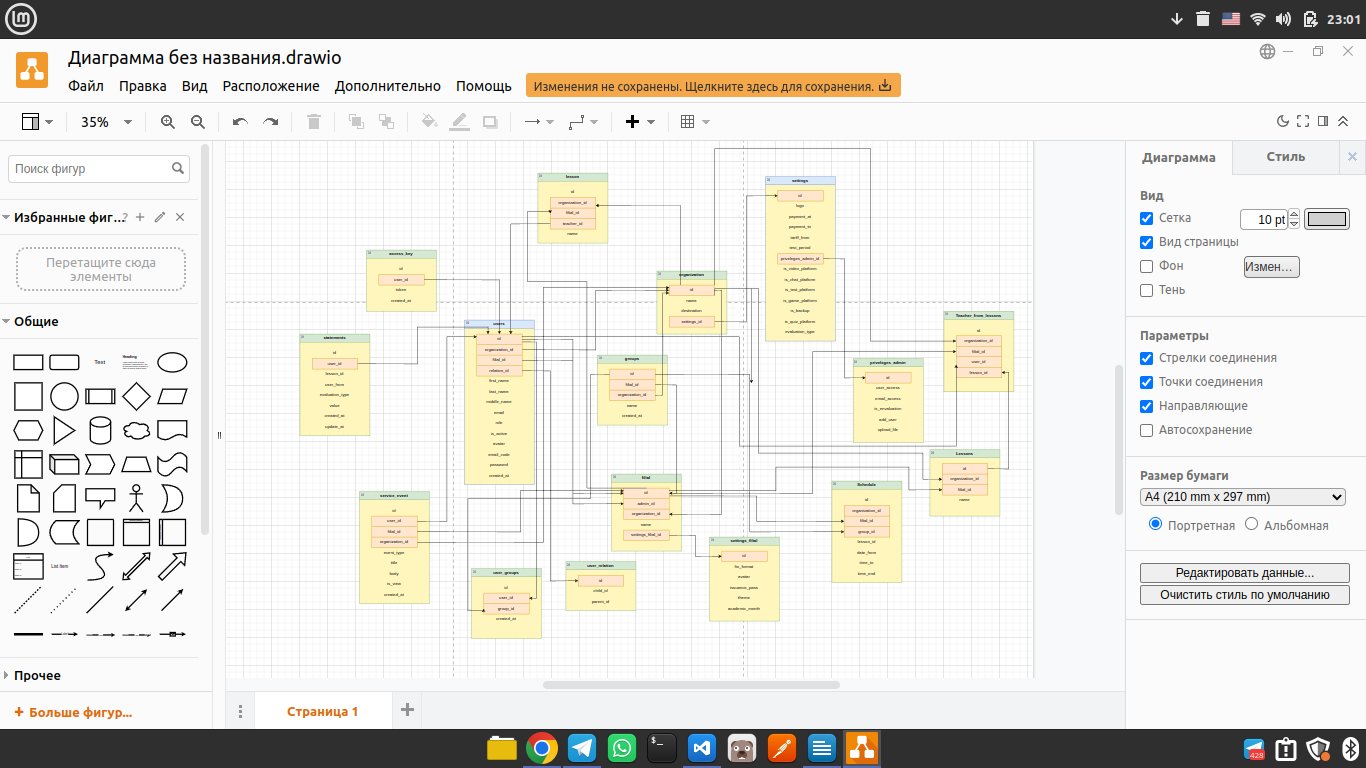 23:01
Диаграмма без названия.drawio
Файл Правка Вид Расположение Дополнительно Помощь
Изменения не сохранены. Щелкните здесь для сохранения.
35%
Поиск фигур
Избранные фиг...
?
Перетащите сюда
элементы
Общие
Text
Heading
List Item
Прочее
+ Больше фигур...
lesson
id
organization_id
filial_id
teacher_id
name
access_key
id
user_id
token
created_at
statements
id
user_id
lesson_id
user_from
evaluation_type
value
created_at
update_at
users
id
organization_id
filial_id
relation_id
first_name
last_name
middle_name
email
role
is_active
avatar
email_code
password
created_at
organization
id
name
destination
settings_id
groups
id
filial_id
organization_id
name
created_at
settings
id
logo
payment_at
payment_to
tariff_from
test_period
priveleges_admin_id
is_video_platform
is_chat_platform
is_test_platform
is_game_platform
is_backup
is_quiz_platform
evaluation_type
Teacher_from_lessons
id
organization_id
filial_id
user_id
lesson_id
priveleges_admin
id
user_access
email_access
is_evaluation
add_user
upload_file
Lessons
id
organization_id
filial_id
name
filial
id
admin_id
organization_id
name
settings_filial_id
Schedule
id
organization_id
filial_id
group_id
lesson_id
date_from
time_to
time_end
service_event
id
user_id
filial_id
organization_id
event_type
title
body
is_view
created_at
user_groups
id
user_id
group_id
created_at
user_relation
id
child_id
parent_id
settings_filial
id
fio_format
avatar
issuance_pass
theme
academic_month
Страница 1
Диаграмма
Стиль
Вид
Сетка
10 pt
Вид страницы
Фон
Измен...
Тень
Параметры
Стрелки соединения
Точки соединения
Направляющие
Автосохранение
Размер бумаги
A4 (210 mm x 297 mm)
Портретная Альбомная
Редактировать данные...
Очистить стиль по умолчанию
428